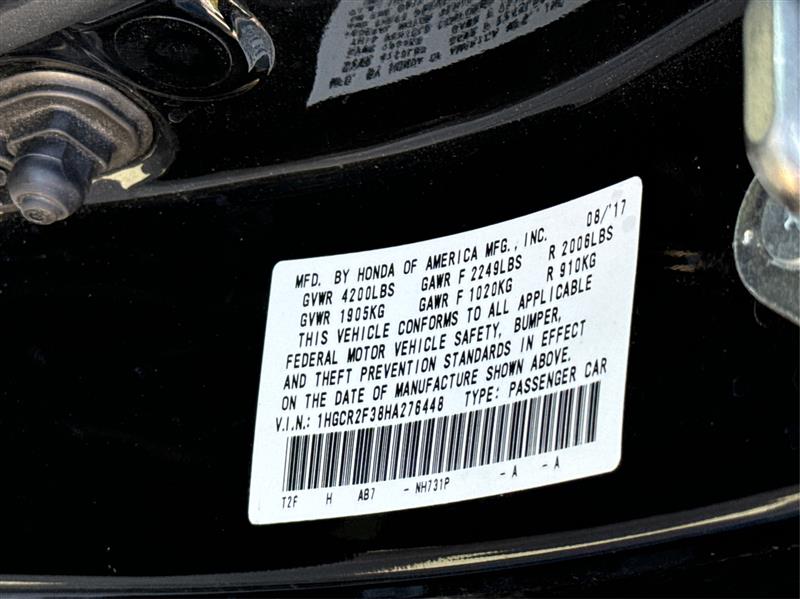 MFD. BY HONDA OF AMERICA MFG., INC. 08/'17
GVWR 4200LBS GAWR F 2249LBS R 2006LBS
GVWR 1905KG GAWR F 1020KG R 910KG
THIS VEHICLE CONFORMS TO ALL APPLICABLE
FEDERAL MOTOR VEHICLE SAFETY, BUMPER,
AND THEFT PREVENTION STANDARDS IN EFFECT
ON THE DATE OF MANUFACTURE SHOWN ABOVE.
V.I.N.: 1HGCR2F38HA276448 TYPE: PASSENGER CAR
T2F H AB7 - NH731P - A - A